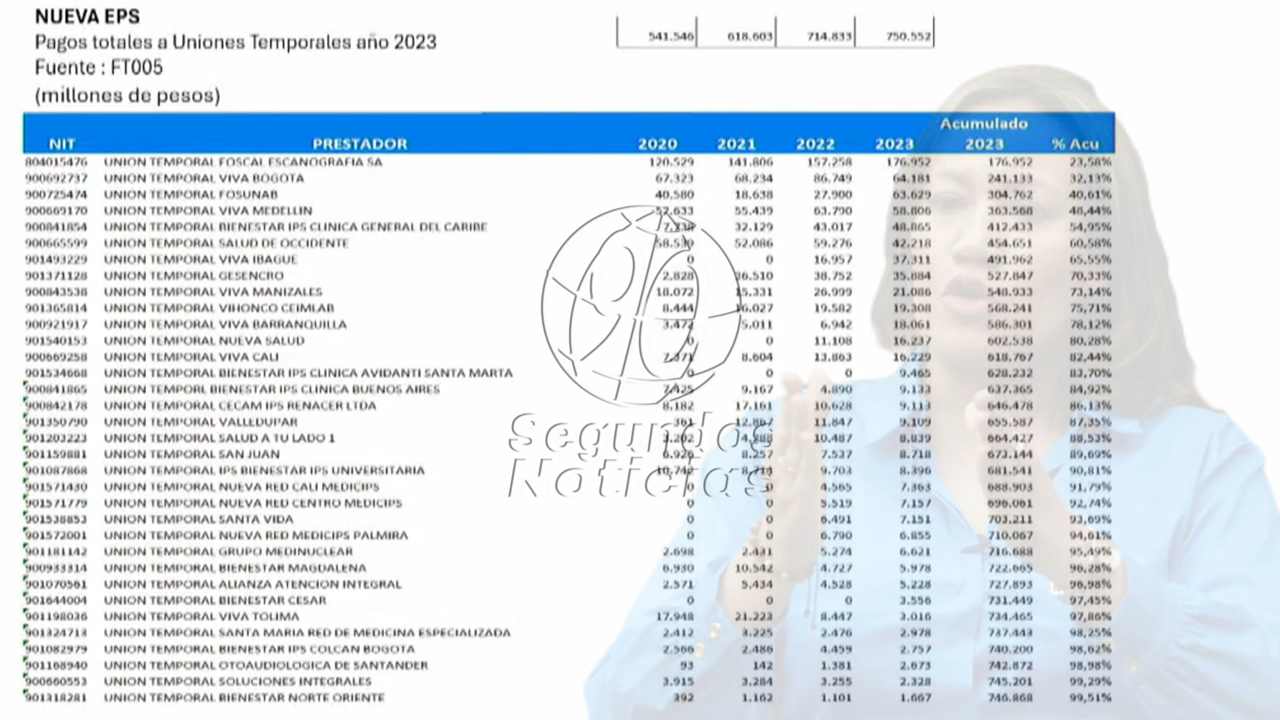 NUEVA EPS
Pagos totales a Uniones Temporales año 2023
Fuente : FT005
(millones de pesos)
541.546 618.603 714.833 750.552
Acumulado
NIT PRESTADOR 2020 2021 2022 2023 2023 % Acu
804015476 UNION TEMPORAL FOSCAL ESCANOGRAFIA SA 120.529 141.806 157.258 176.952 176.952 23,58%
900692737 UNION TEMPORAL VIVA BOGOTA 67.323 68.234 86.749 64.181 241.133 32,13%
900725474 UNION TEMPORAL FOSUNAB 40.580 18.638 27.900 63.629 304.762 40,61%
900669170 UNION TEMPORAL VIVA MEDELLIN 52.633 55.439 63.790 58.806 363.568 48,44%
900841854 UNION TEMPORAL BIENESTAR IPS CLINICA GENERAL DEL CARIBE 32.129 43.017 48.865 412.433 54,95%
900665599 UNION TEMPORAL SALUD DE OCCIDENTE 58.539 52.086 59.276 42.218 454.651 60,58%
901493229 UNION TEMPORAL VIVA IBAGUE 0 0 16.957 37.311 491.962 65,55%
901371128 UNION TEMPORAL GESENCRO 2.828 36.510 38.752 35.884 527.847 70,33%
900843538 UNION TEMPORAL VIVA MANIZALES 18.072 15.331 26.999 21.086 548.933 73,14%
901365814 UNION TEMPORAL VIHONCO CEIMLAB 8.444 16.027 19.582 19.308 568.241 75,71%
900921917 UNION TEMPORAL VIVA BARRANQUILLA 3.472 5.011 6.942 18.061 586.301 78,12%
901540153 UNION TEMPORAL NUEVA SALUD 0 0 11.108 16.237 602.538 80,28%
900669258 UNION TEMPORAL VIVA CALI 7.371 8.604 13.863 16.229 618.767 82,44%
901534668 UNION TEMPORAL BIENESTAR IPS CLINICA AVIDANTI SANTA MARTA 0 0 0 9.465 628.232 83,70%
900841865 UNION TEMPORL BIENESTAR IPS CLINICA BUENOS AIRES 7.425 9.167 4.890 9.133 637.365 84,92%
900842178 UNION TEMPORAL CECAM IPS RENACER LTDA 8.182 17.161 10.628 9.113 646.478 86,13%
901350790 UNION TEMPORAL VALLEDUPAR 361 12.867 11.847 9.109 655.587 87,35%
901203223 UNION TEMPORAL SALUD A TU LADO 1 3.202 10.487 8.839 664.427 88,53%
901159881 UNION TEMPORAL SAN JUAN 6.926 8.257 7.537 8.718 673.144 89,69%
901087868 UNION TEMPORAL IPS BIENESTAR IPS UNIVERSITARIA 10.742 9.703 8.396 681.541 90,81%
901571430 UNION TEMPORAL NUEVA RED CALI MEDICIPS 0 0 4.565 7.363 688.903 91,79%
901571779 UNION TEMPORAL NUEVA RED CENTRO MEDICIPS 0 0 5.519 7.157 696.061 92,74%
901538853 UNION TEMPORAL SANTA VIDA 0 0 6.491 7.151 703.211 93,69%
901572001 UNION TEMPORAL NUEVA RED MEDICIPS PALMIRA 0 0 6.790 6.855 710.067 94,61%
901181142 UNION TEMPORAL GRUPO MEDINUCLEAR 2.698 2.431 5.274 6.621 716.688 95,49%
900933314 UNION TEMPORAL BIENESTAR MAGDALENA 6.930 10.542 4.727 5.978 722.665 96,28%
901070561 UNION TEMPORAL ALIANZA ATENCION INTEGRAL 2.571 5.434 4.528 5.228 727.893 96,98%
901644004 UNION TEMPORAL BIENESTAR CESAR 0 0 0 3.556 731.449 97,45%
901198036 UNION TEMPORAL VIVA TOLIMA 17.948 21.223 8.447 3.016 734.465 97,86%
901324713 UNION TEMPORAL SANTA MARIA RED DE MEDICINA ESPECIALIZADA 2.412 3.225 2.476 2.978 737.443 98,25%
901082979 UNION TEMPORAL BIENESTAR IPS COLCAN BOGOTA 2.566 2.486 4.459 2.757 740.200 98,62%
901168940 UNION TEMPORAL OTOAUDIOLOGICA DE SANTANDER 93 142 1.381 2.673 742.872 98,98%
900660553 UNION TEMPORAL SOLUCIONES INTEGRALES 3.915 3.284 3.255 2.328 745.201 99,29%
901318281 UNION TEMPORAL BIENESTAR NORTE ORIENTE 392 1.162 1.101 1.667 746.868 99,51%
90
Segundos
Noticias